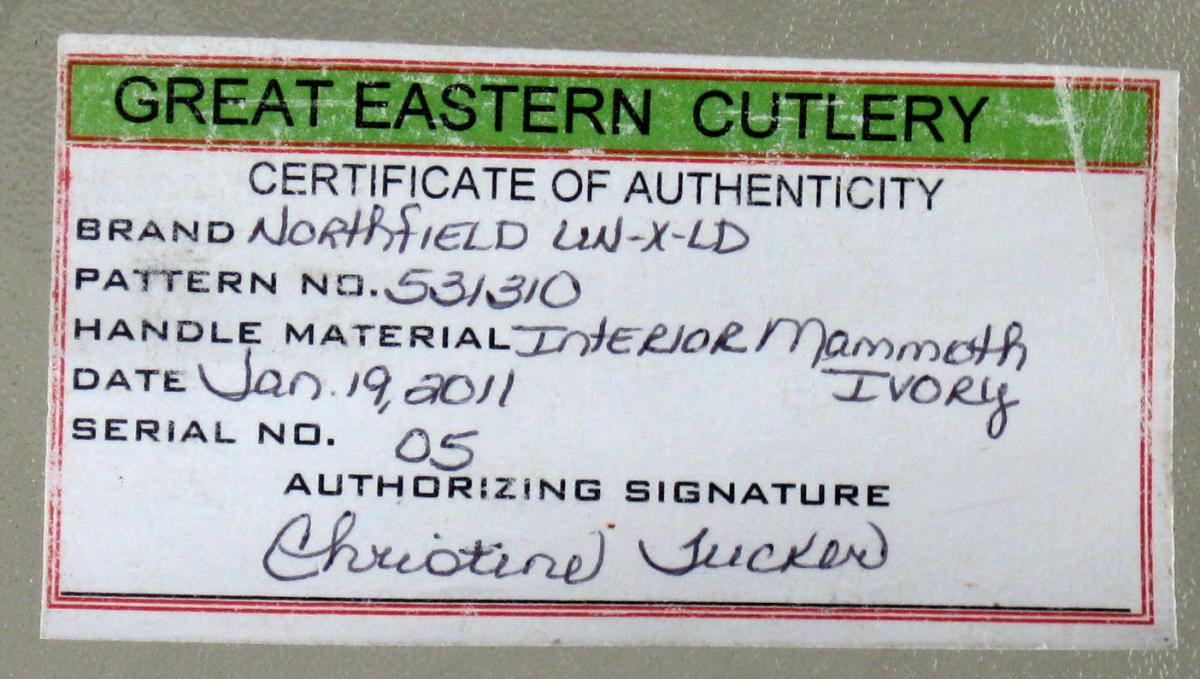 GREAT EASTERN CUTLERY
CERTIFICATE OF AUTHENTICITY
BRAND NORThfIELD UN-X-LD
PATTERN NO. 531310
HANDLE MATERIAL InTERIOR Mammoth
IVORy
DATE Jan. 19, 2011
SERIAL NO. 05
AUTHORIZING SIGNATURE
Christine Tucker